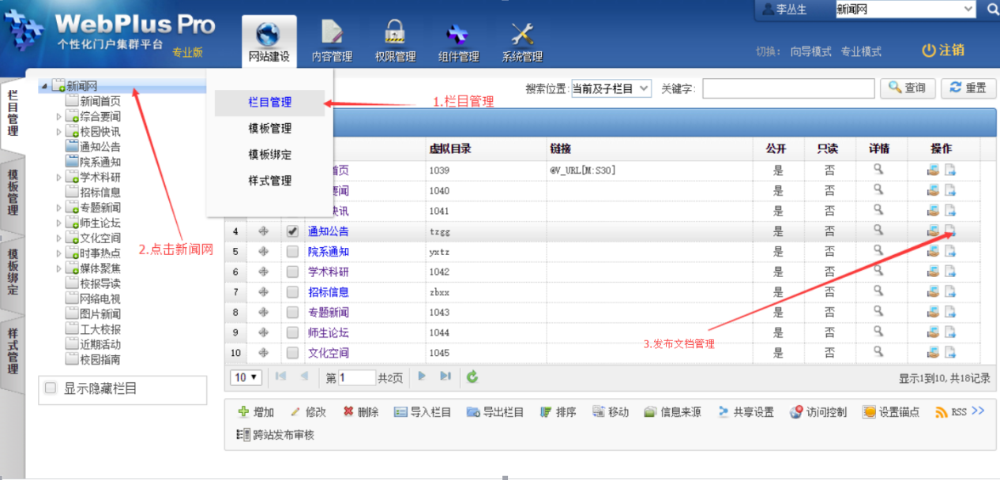 WebPlus Pro
个性化门户集群平台
专业版
网站建设
内容管理
权限管理
组件管理
系统管理
李丛生
新闻网
切换: 向导模式 专业模式
注销
栏目管理
模板管理
模板绑定
样式管理
新闻网
新闻首页
综合要闻
校园快讯
通知公告
院系通知
学术科研
招标信息
专题新闻
师生论坛
文化空间
时事热点
媒体聚焦
校报导读
网络电视
图片新闻
工大校报
近期活动
校园指南
显示隐藏栏目
栏目管理
模板管理
模板绑定
样式管理
1.栏目管理
2.点击新闻网
3.发布文档管理
搜索位置: 当前及子栏目 关键字: 查询 重置
虚拟目录 链接 公开 只读 详情 操作
首页 1039 @V_URL[M:S30] 是 否
要闻 1040 是 否
快讯 1041 是 否
4 通知公告 tzgg 是 否
5 院系通知 yxtz 是 否
6 学术科研 1042 是 否
7 招标信息 zbxx 是 否
8 专题新闻 1043 是 否
9 师生论坛 1044 是 否
10 文化空间 1045 是 否
10 第 1 共2页 显示1到10, 共18记录
增加 修改 删除 导入栏目 导出栏目 排序 移动 信息来源 共享设置 访问控制 设置锚点 RSS
跨站发布审核